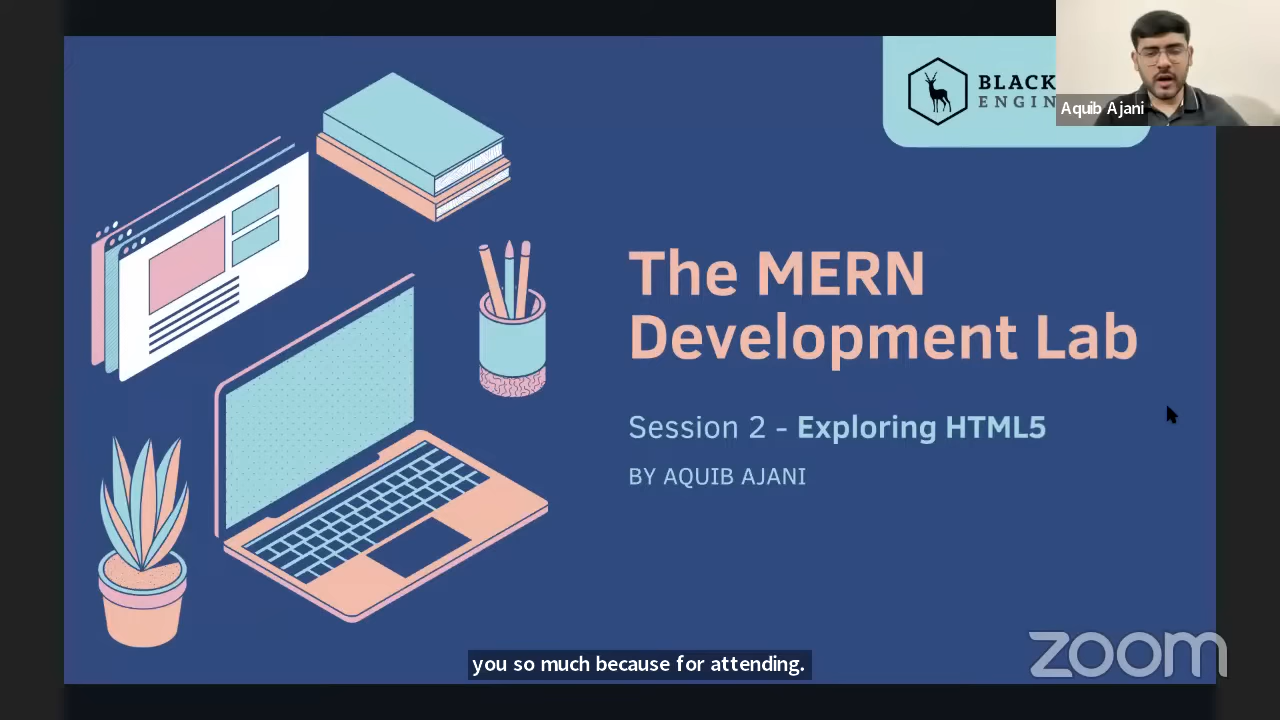 BLACK
ENGIN
Aquib Ajani
The MERN
Development Lab
Session 2 - Exploring HTML5
BY AQUIB AJANI
you so much because for attending.
zoom